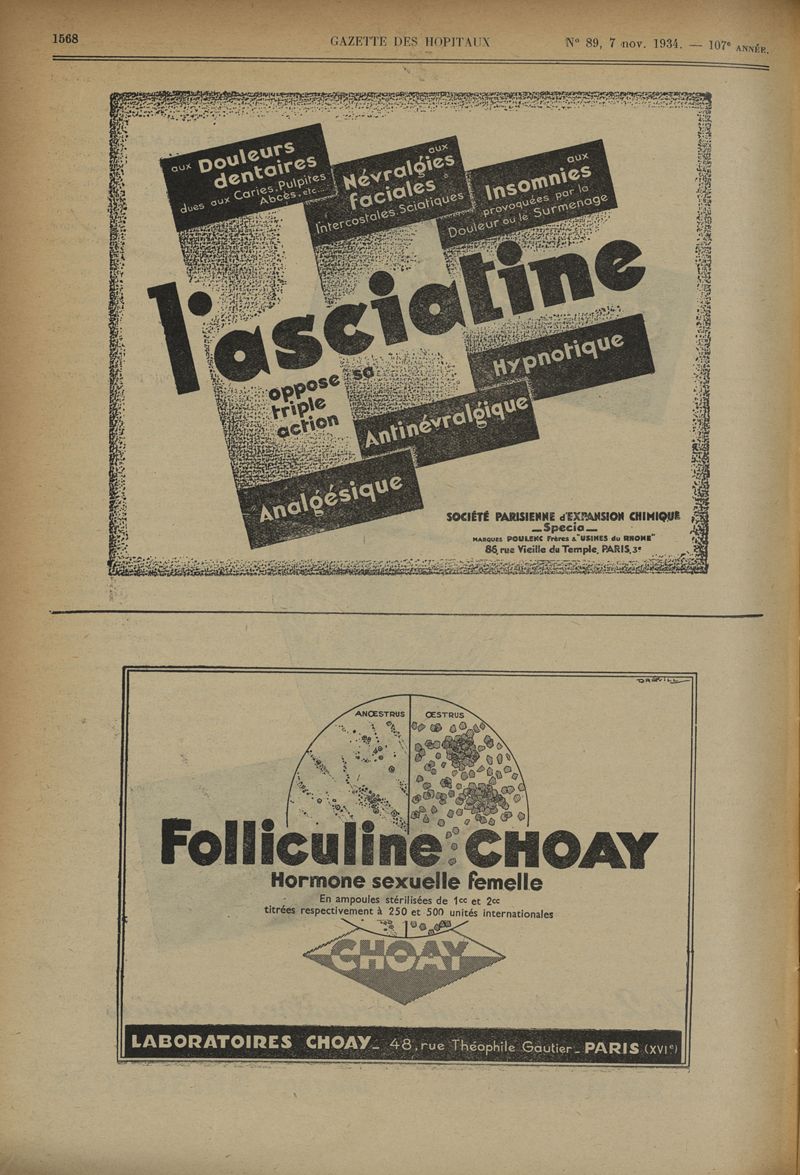 1568 GAZETTE DES HOPITAUX N° 89, 7 nov. 1934. — 107e ANNÉE.
aux Douleurs
dentaires
dues aux Caries, Pulpites
Abcès, etc....
aux
Névralgies
faciales
Intercostales, Sciatiques
aux
Insomnies
provoquées par la
Douleur ou le Surmenage
l'asciatine
oppose sa
triple
action
Hypnotique
Antinévralgique
Analgésique
SOCIÉTÉ PARISIENNE d'EXPANSION CHIMIQUE
_Specia_
MARQUES POULENC Frères & "USINES du RHONE"
86, rue Vieille du Temple, PARIS, 3e
ANŒSTRUS ŒSTRUS
Folliculine CHOAY
Hormone sexuelle femelle
En ampoules stérilisées de 1cc et 2cc
titrées respectivement à 250 et 500 unités internationales
CHOAY
LABORATOIRES CHOAY_ 48, rue Théophile Gautier_ PARIS (XVIe)